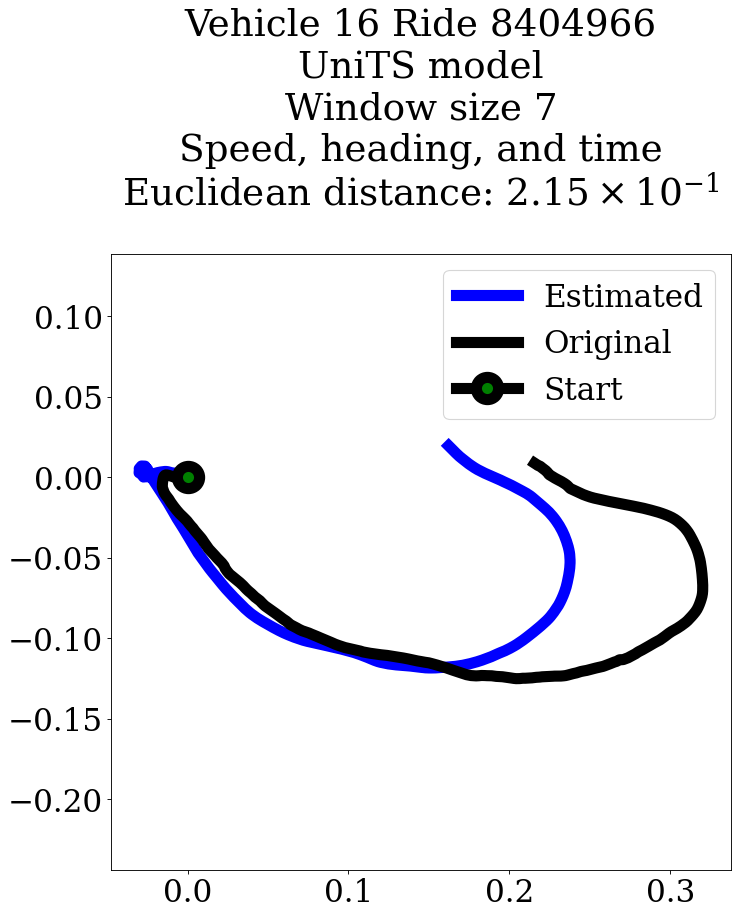 Vehicle 16 Ride 8404966
UniTS model
Window size 7
Speed, heading, and time
Euclidean distance: 2.15 × 10⁻¹
Estimated
Original
Start
0.10
0.05
0.00
−0.05
−0.10
−0.15
−0.20
0.0 0.1 0.2 0.3